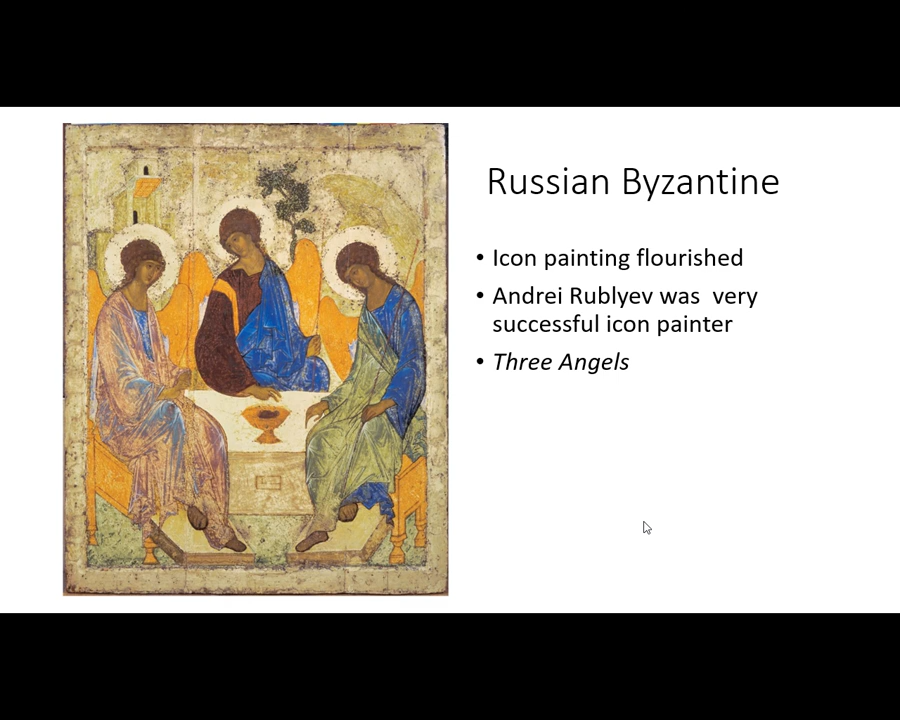 Russian Byzantine
• Icon painting flourished
• Andrei Rublyev was  very
successful icon painter
• Three Angels